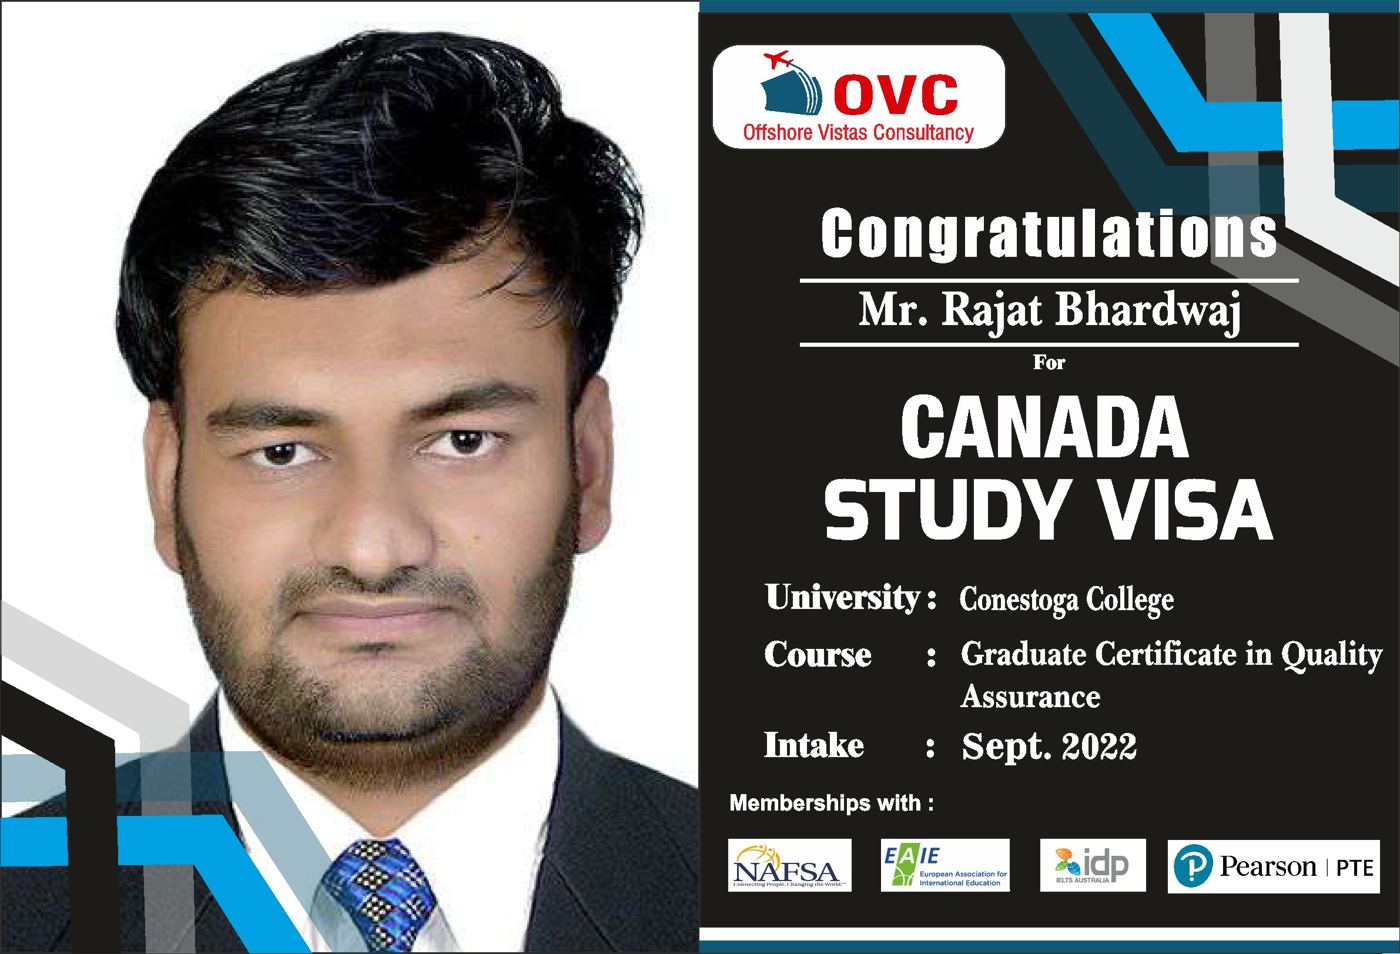 OVC
Offshore Vistas Consultancy
Congratulations
Mr. Rajat Bhardwaj
For
CANADA
STUDY VISA
University : Conestoga College
Course : Graduate Certificate in Quality
Assurance
Intake : Sept. 2022
Memberships with :
NAFSA
Connecting People. Changing the World.™
EAIE
European Association for
International Education
idp
IELTS AUSTRALIA
P Pearson | PTE